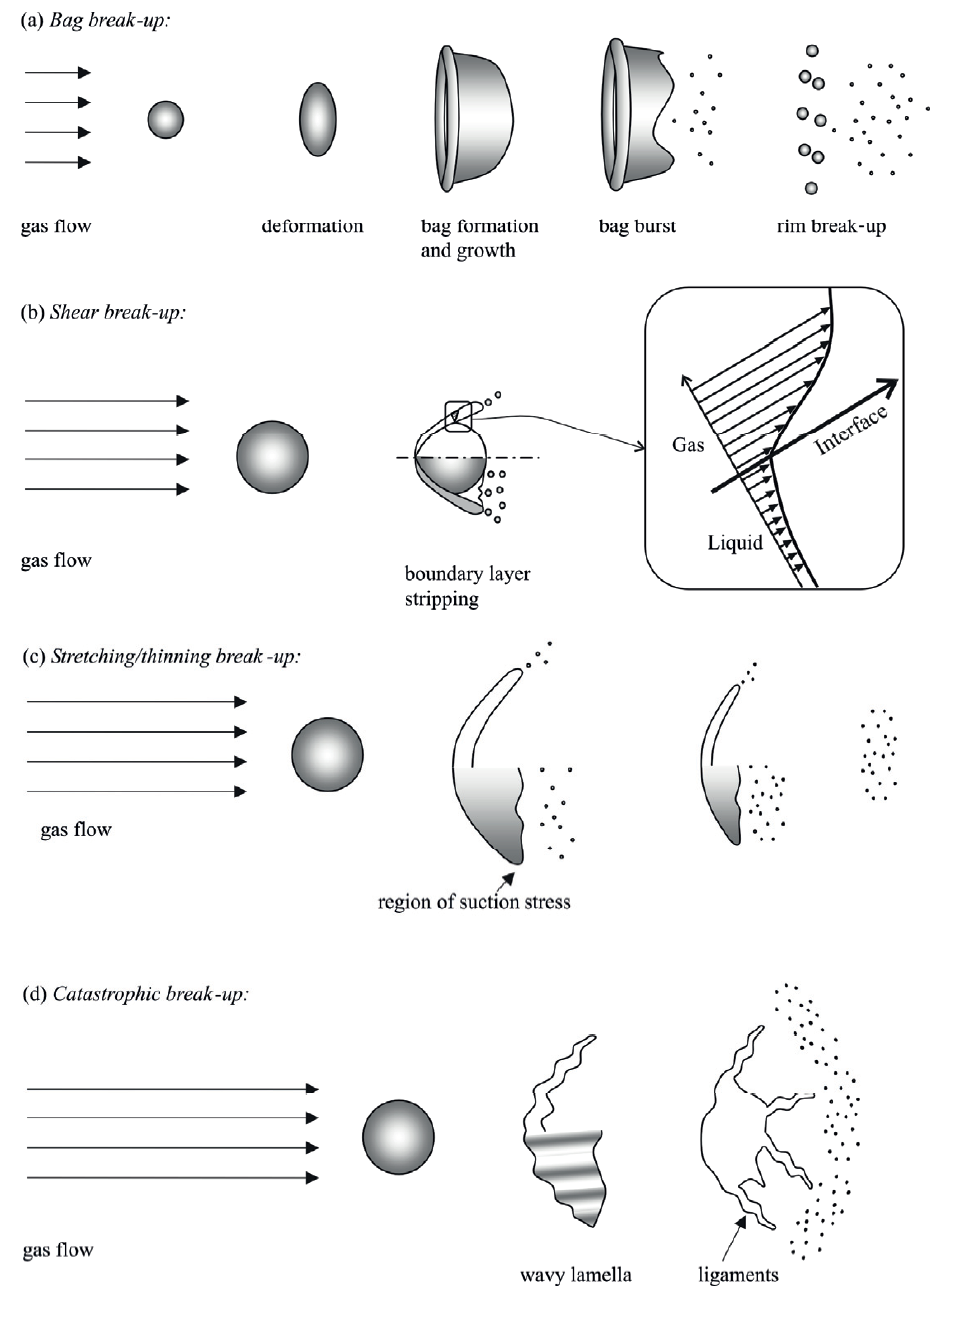 (a) Bag break-up:
gas flow
deformation
bag formation
and growth
bag burst
rim break-up
(b) Shear break-up:
gas flow
boundary layer
stripping
Gas
Interface
Liquid
(c) Stretching/thinning break -up:
gas flow
region of suction stress
(d) Catastrophic break-up:
gas flow
wavy lamella
ligaments